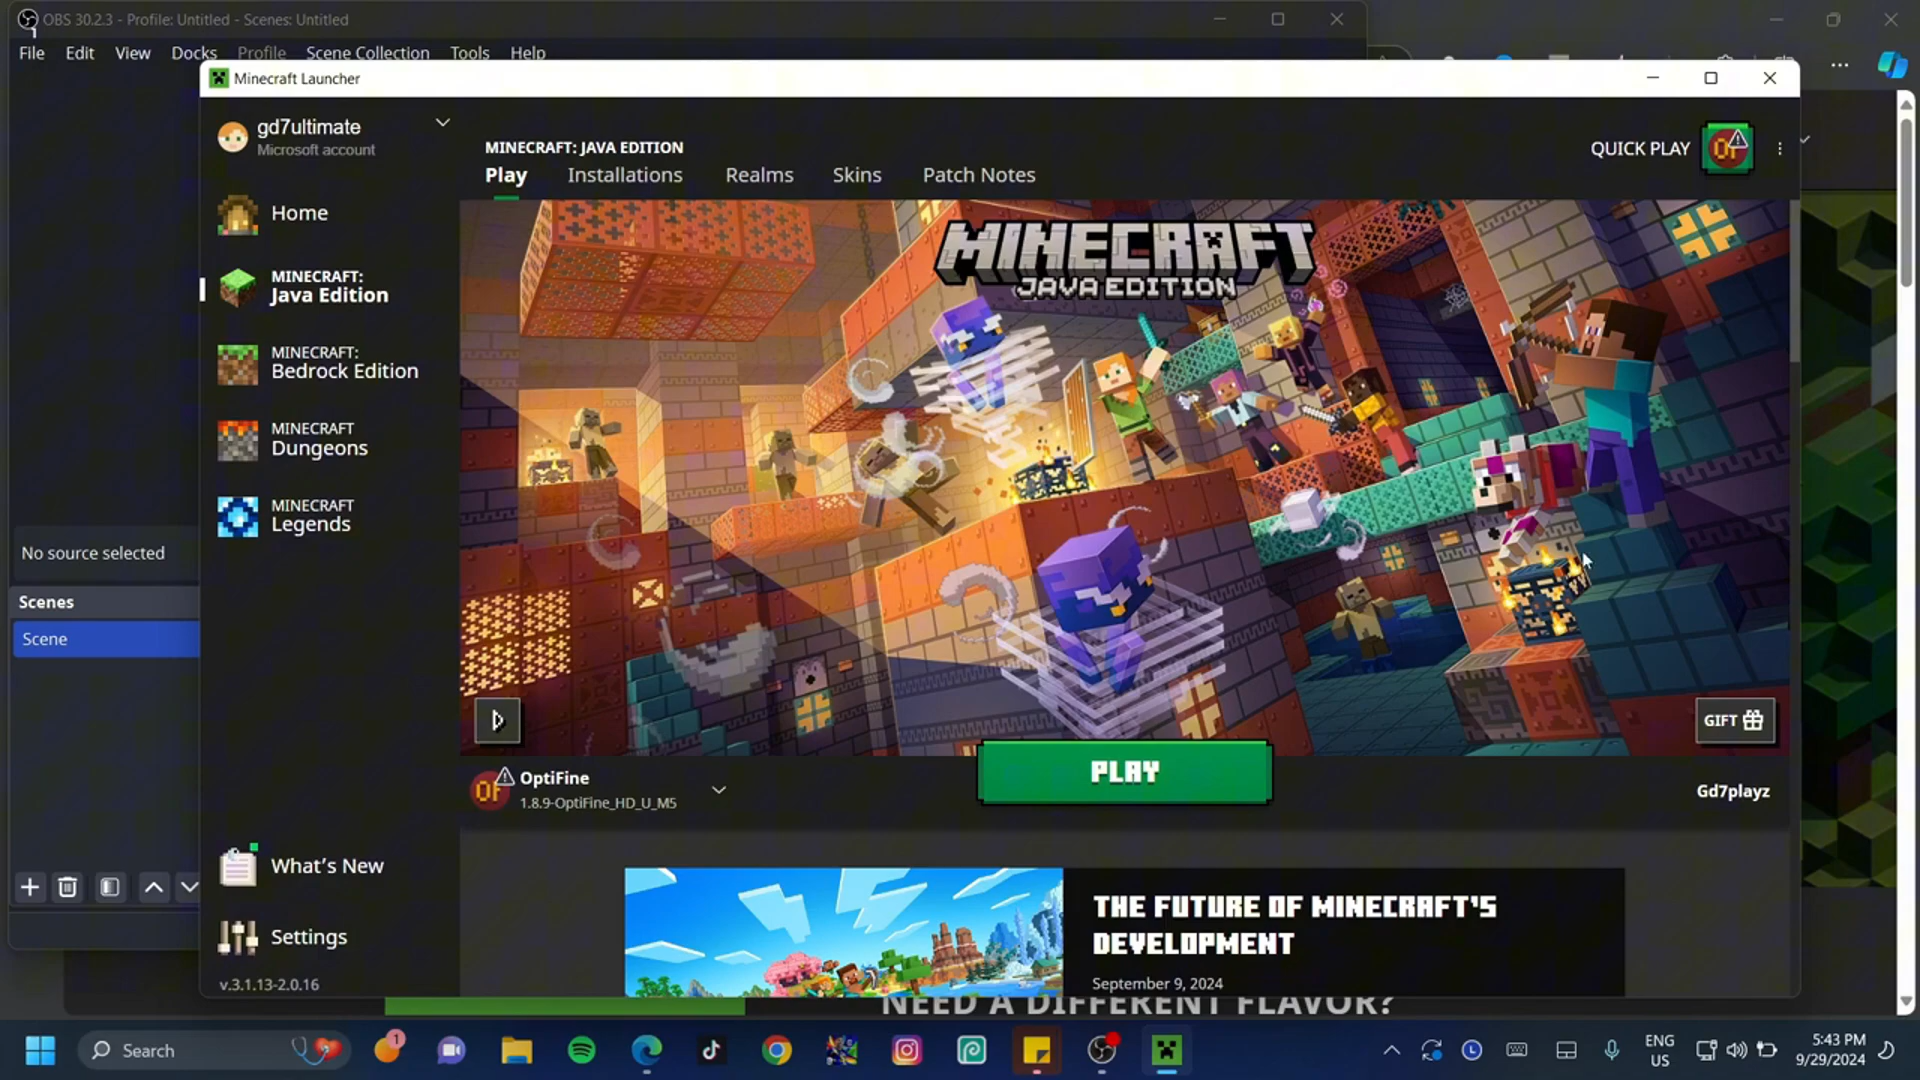 OBS 30.2.3 - Profile: Untitled - Scenes: Untitled
File Edit View Docks Profile Scene Collection Tools Help
Minecraft Launcher
gd7ultimate
Microsoft account
MINECRAFT: JAVA EDITION
QUICK PLAY
Play Installations Realms Skins Patch Notes
Home
MINECRAFT:
Java Edition
MINECRAFT:
Bedrock Edition
MINECRAFT
Dungeons
MINECRAFT
Legends
MINECRAFT
JAVA EDITION
No source selected
Scenes
Scene
GIFT
OF OptiFine
1.8.9-OptiFine_HD_U_M5
PLAY
Gd7playz
What's New
Settings
v.3.1.13-2.0.16
THE FUTURE OF MINECRAFT'S
DEVELOPMENT
September 9, 2024
NEED A DIFFERENT FLAVOR?
Search
1
ENG
US
5:43 PM
9/29/2024